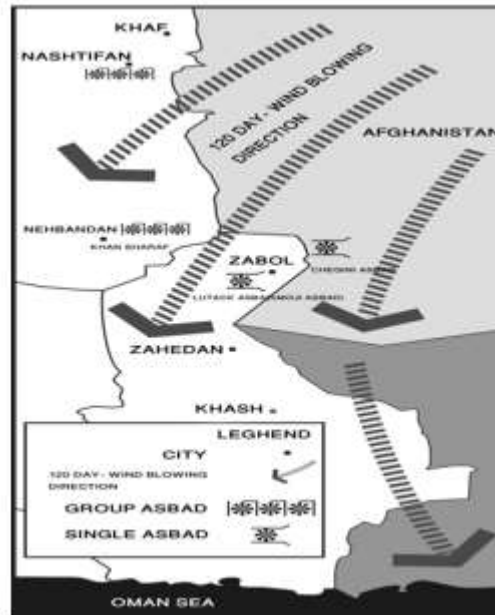 KHAF
NASHTIFAN
120 DAY- WIND BLOWING
DIRECTION
AFGHANISTAN
NEHBANDAN
KHAN SHARAF
ZABOL
CHEGINI ASBAD
LUTACK ASBAD
ZAHEDAN
KHASH
LEGHEND
CITY
120 DAY- WIND BLOWING
DIRECTION
GROUP ASBAD
SINGLE ASBAD
OMAN SEA